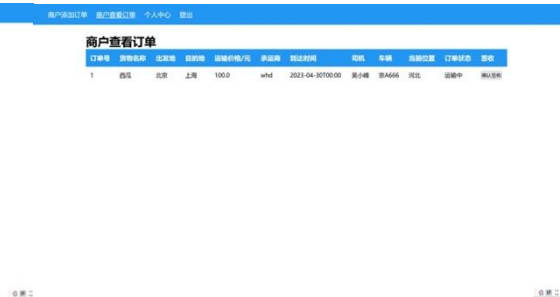 商户添加订单 商户查看订单 个人中心 登出
商户查看订单
订单号 货物名称 出发地 目的地 运输价格/元 承运商 到达时间 司机 车辆 当前位置 订单状态 签收
1 西瓜 北京 上海 100.0 whd 2023-04-30T00:00 吴小峰 京A666 河北 运输中 确认签收